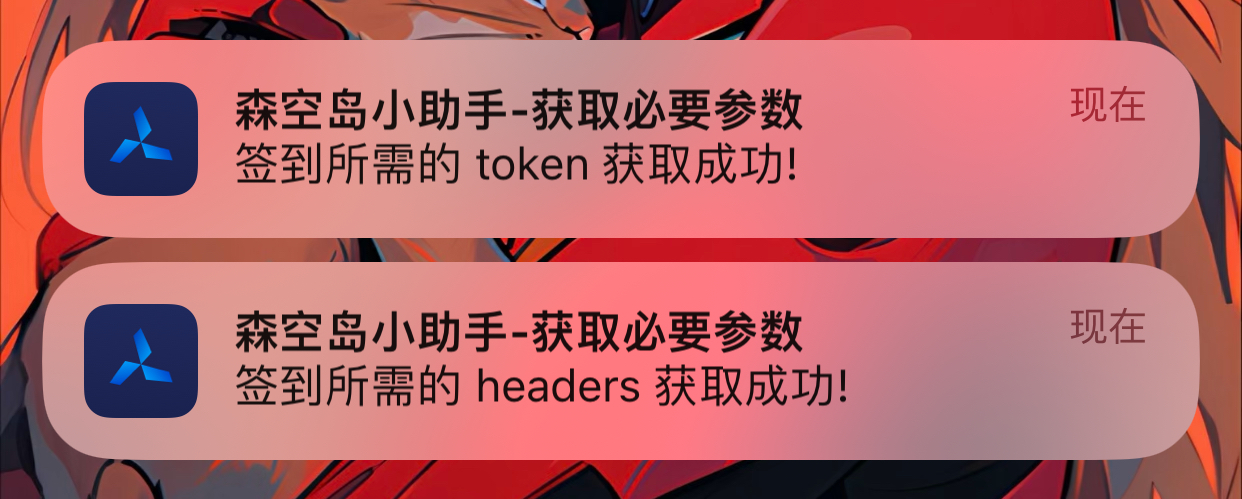 森空岛小助手-获取必要参数
现在
签到所需的 token 获取成功!
森空岛小助手-获取必要参数
现在
签到所需的 headers 获取成功!